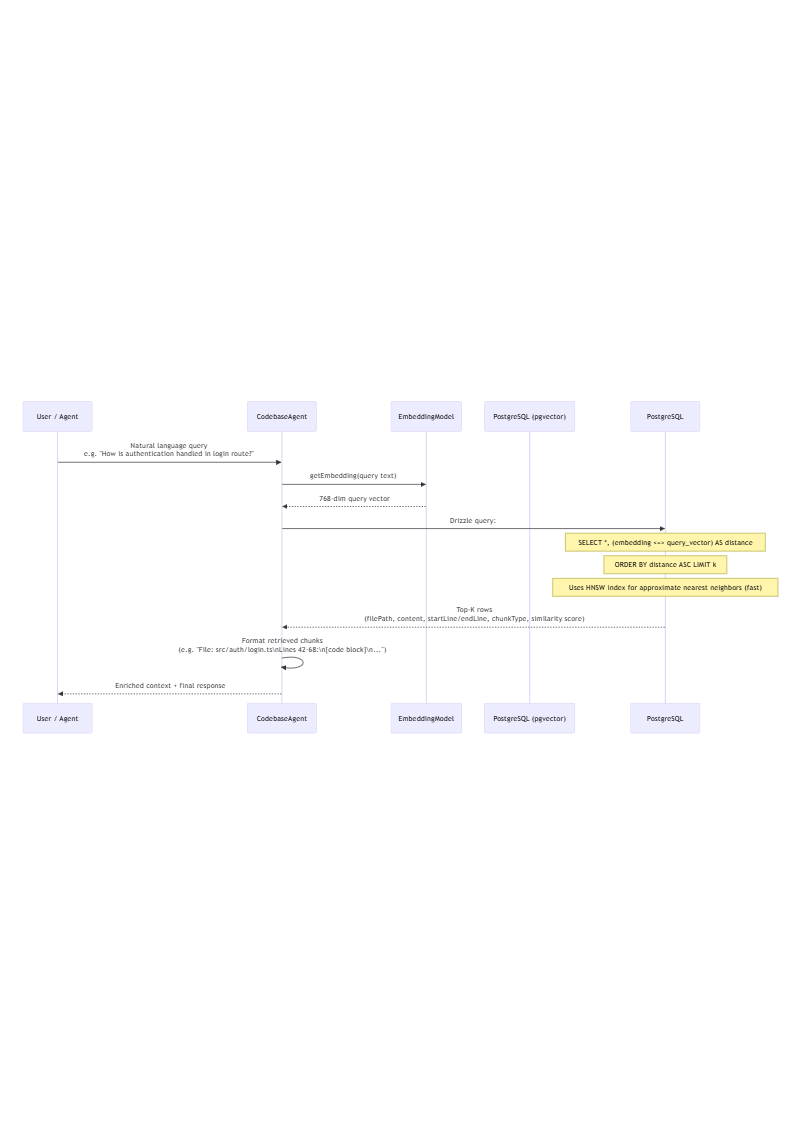 User / Agent
CodebaseAgent
EmbeddingModel
PostgreSQL (pgvector)
PostgreSQL
Natural language query
e.g. "How is authentication handled in login route?"
getEmbedding(query text)
768-dim query vector
Drizzle query:
SELECT *, (embedding <=> query_vector) AS distance
ORDER BY distance ASC LIMIT k
Uses HNSW index for approximate nearest neighbors (fast)
Top-K rows
(filePath, content, startLine/endLine, chunkType, similarity score)
Format retrieved chunks
(e.g. "File: src/auth/login.ts\nLines 42-68:\n[code block]\n...")
Enriched context + final response
User / Agent
CodebaseAgent
EmbeddingModel
PostgreSQL (pgvector)
PostgreSQL